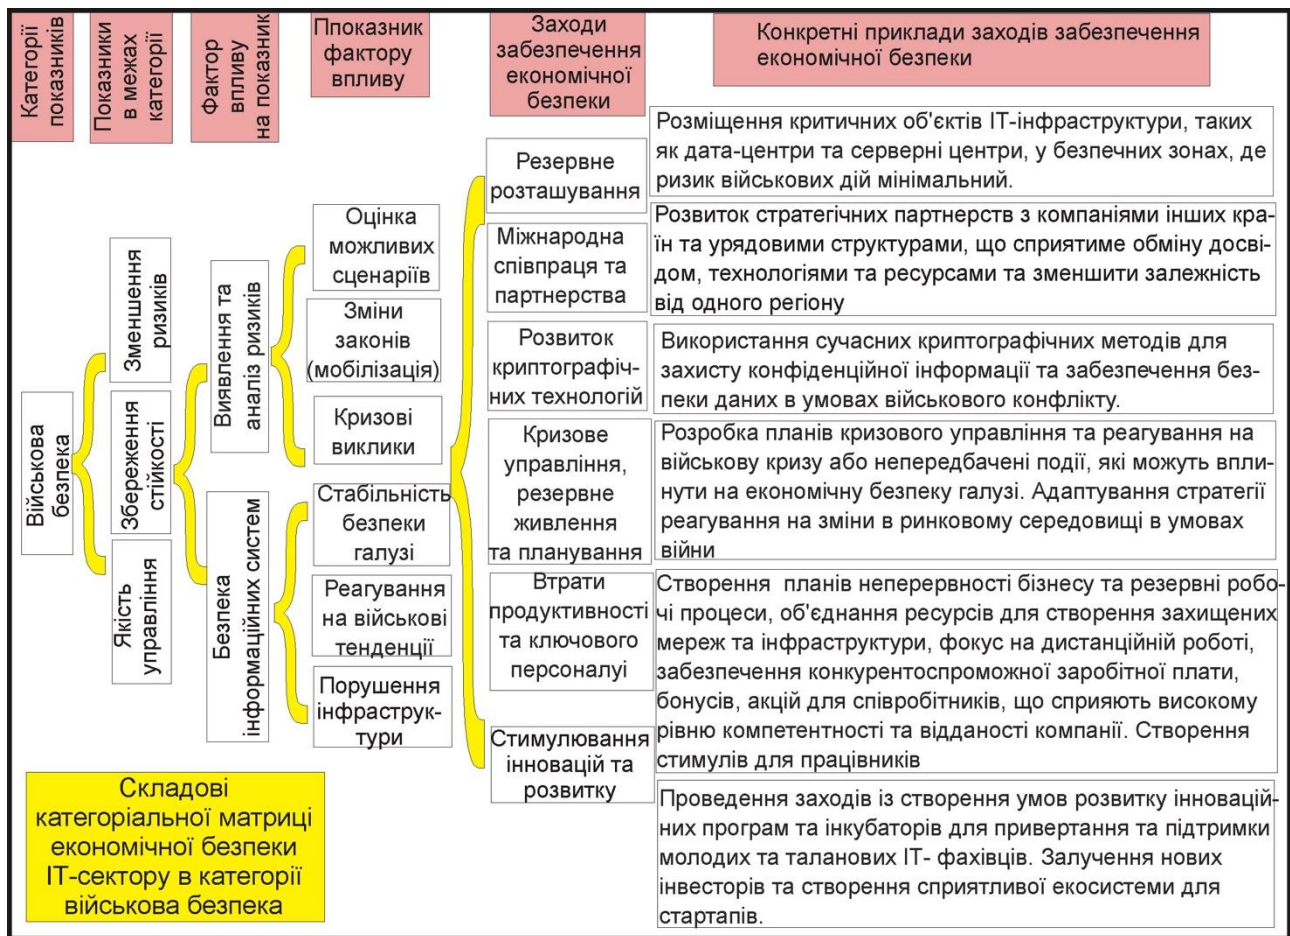 Категорії
показників
Показники
в межах
категорії
Фактор
впливу
на показник
Ппоказник
фактору
впливу
Заходи
забезпечення
економічної
безпеки
Конкретні приклади заходів забезпечення
економічної безпеки
Військова
безпека
Зменшення
ризиків
Збереження
стійкості
Якість
управління
Виявлення та
аналіз ризиків
Безпека
інформаційних систем
Оцінка
можливих
сценаріїв
Зміни
законів
(мобілізація)
Кризові
виклики
Стабільність
безпеки
галузі
Реагування
на військові
тенденції
Порушення
інфраструк-
тури
Резервне
розташування
Розміщення критичних об'єктів ІТ-інфраструктури, таких
як дата-центри та серверні центри, у безпечних зонах, де
ризик військових дій мінімальний.
Міжнародна
співпраця та
партнерства
Розвиток стратегічних партнерств з компаніями інших кра-
їн та урядовими структурами, що сприятиме обміну досві-
дом, технологіями та ресурсами та зменшити залежність
від одного регіону
Розвиток
криптографіч-
них технологій
Використання сучасних криптографічних методів для
захисту конфіденційної інформації та забезпечення без-
пеки даних в умовах військового конфлікту.
Кризове
управління,
резервне
живлення
та планування
Розробка планів кризового управління та реагування на
військову кризу або непередбачені події, які можуть впли-
нути на економічну безпеку галузі. Адаптування стратегії
реагування на зміни в ринковому середовищі в умовах
війни
Втрати
продуктивності
та ключового
персоналуі
Створення планів неперервності бізнесу та резервні робо-
чі процеси, об'єднання ресурсів для створення захищених
мереж та інфраструктури, фокус на дистанційній роботі,
забезпечення конкурентоспроможної заробітної плати,
бонусів, акцій для співробітників, що сприяють високому
рівню компетентності та відданості компанії. Створення
стимулів для працівників
Стимулювання
інновацій та
розвитку
Проведення заходів із створення умов розвитку інновацій-
них програм та інкубаторів для привертання та підтримки
молодих та таланових ІТ- фахівців. Залучення нових
інвесторів та створення сприятливої екосистеми для
стартапів.
Складові
категоріальної матриці
економічної безпеки
ІТ-сектору в категорії
військова безпека